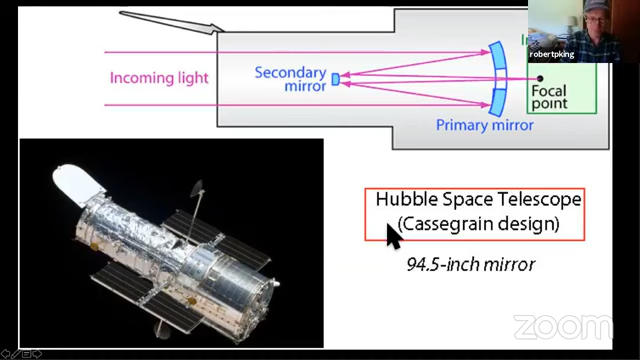 Incoming light
Secondary
mirror
Primary mirror
Focal
point
robertpking
Hubble Space Telescope
(Cassegrain design)
94.5-inch mirror
zoom